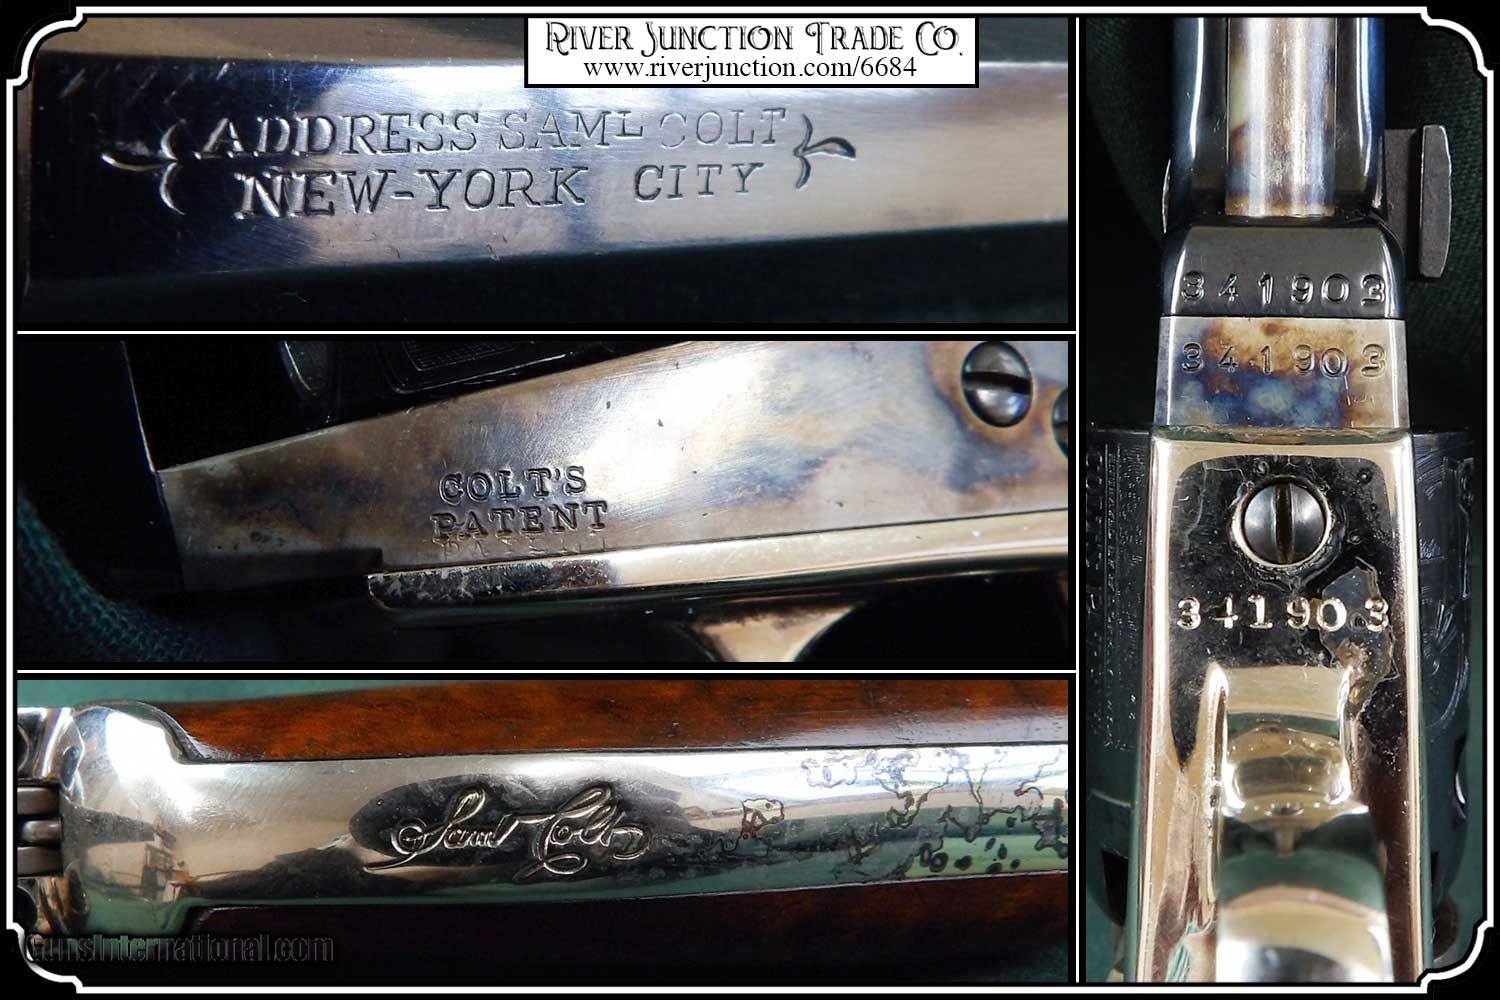 RIVER JUNCTION TRADE CO.
www.riverjunction.com/6684
ADDRESS SAML COLT
NEW-YORK CITY
COLT'S
PATENT
Saml Colt
341903
341903
341903
GunsInternational.com